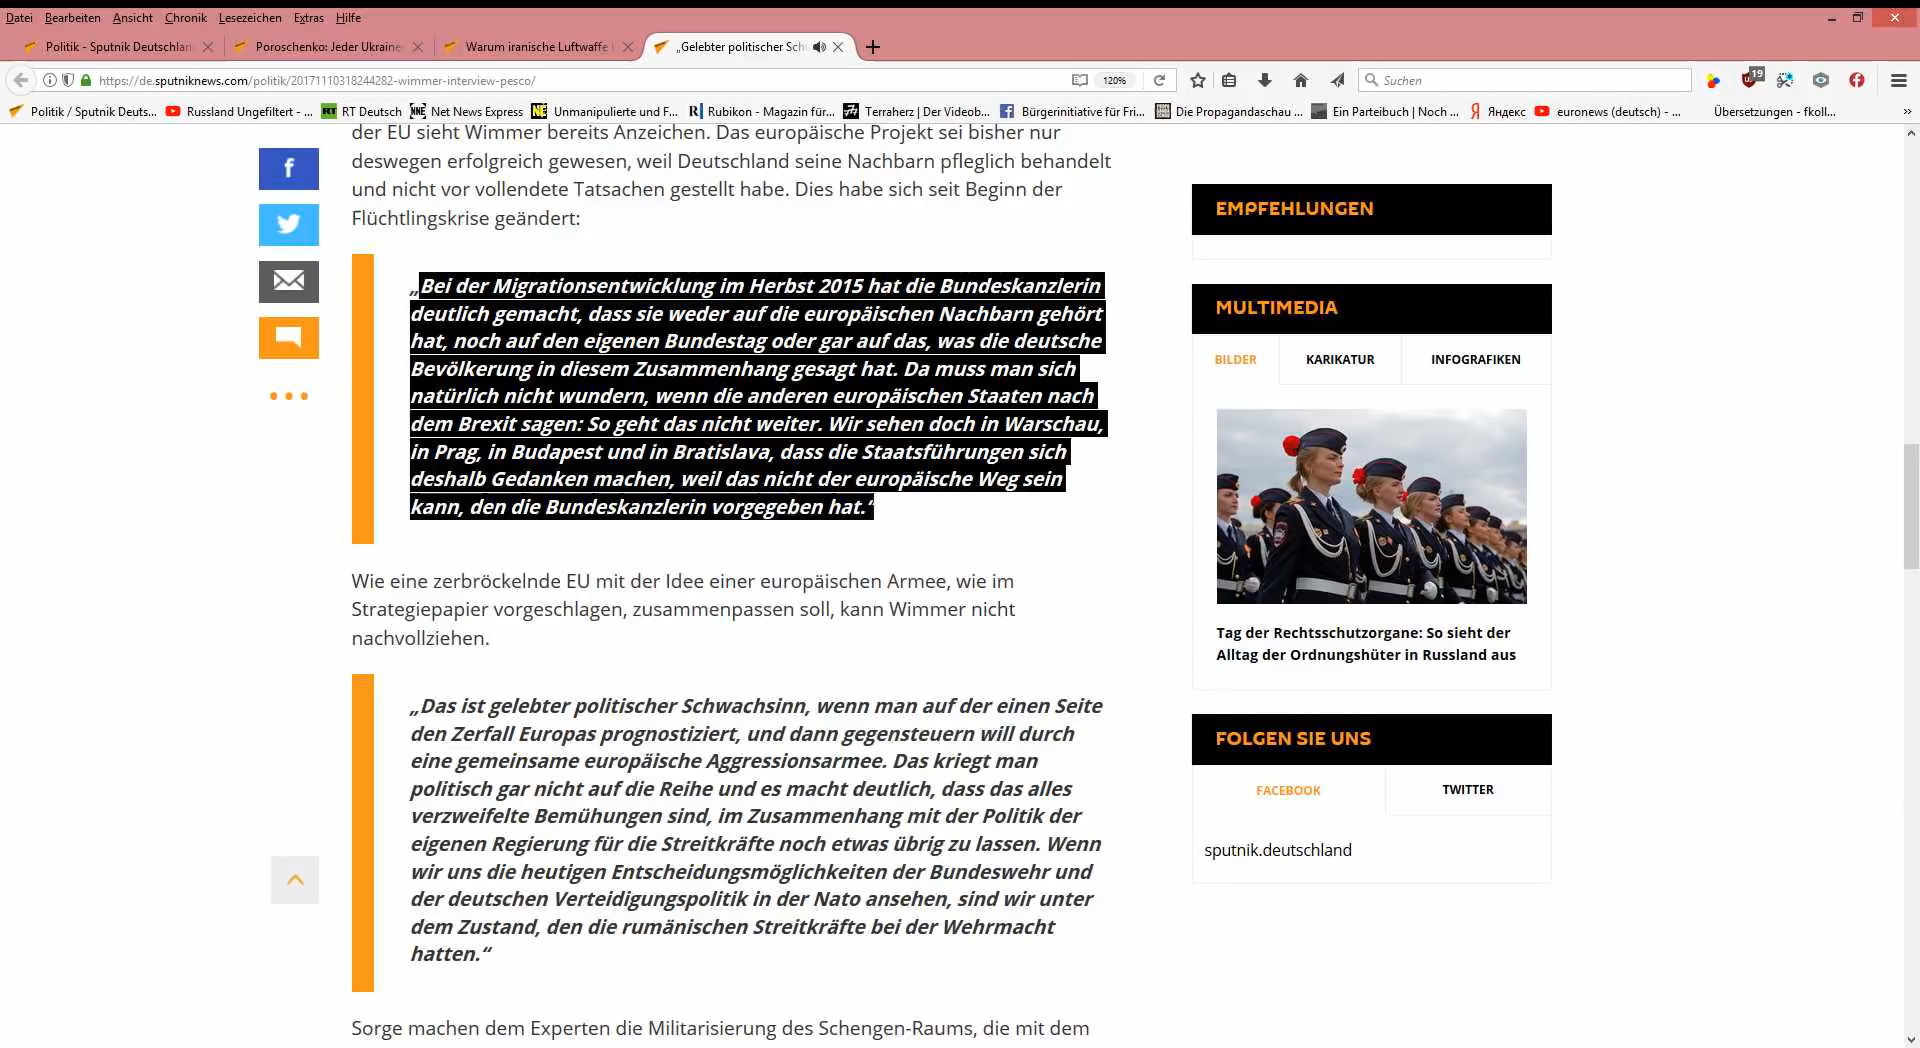 Datei Bearbeiten Ansicht Chronik Lesezeichen Extras Hilfe
Politik - Sputnik Deutschlan
Poroschenko: Jeder Ukraine
Warum iranische Luftwaffe
„Gelebter politischer Sch
https://de.sputniknews.com/politik/20171110318244282-wimmer-interview-pesco/
120%
Suchen
19
Politik / Sputnik Deuts...
Russland Ungefiltert - ...
RT Deutsch
Net News Express
Unmanipulierte und F...
Rubikon - Magazin für...
Terraherz | Der Videob...
Bürgerinitiative für Fri...
Die Propagandaschau ...
Ein Parteibuch | Noch ...
Яндекс
euronews (deutsch) - ...
Übersetzungen - fkoll...
der EU sieht Wimmer bereits Anzeichen. Das europäische Projekt sei bisher nur
deswegen erfolgreich gewesen, weil Deutschland seine Nachbarn pfleglich behandelt
und nicht vor vollendete Tatsachen gestellt habe. Dies habe sich seit Beginn der
Flüchtlingskrise geändert:
„Bei der Migrationsentwicklung im Herbst 2015 hat die Bundeskanzlerin
deutlich gemacht, dass sie weder auf die europäischen Nachbarn gehört
hat, noch auf den eigenen Bundestag oder gar auf das, was die deutsche
Bevölkerung in diesem Zusammenhang gesagt hat. Da muss man sich
natürlich nicht wundern, wenn die anderen europäischen Staaten nach
dem Brexit sagen: So geht das nicht weiter. Wir sehen doch in Warschau,
in Prag, in Budapest und in Bratislava, dass die Staatsführungen sich
deshalb Gedanken machen, weil das nicht der europäische Weg sein
kann, den die Bundeskanzlerin vorgegeben hat.“
Wie eine zerbröckelnde EU mit der Idee einer europäischen Armee, wie im
Strategiepapier vorgeschlagen, zusammenpassen soll, kann Wimmer nicht
nachvollziehen.
„Das ist gelebter politischer Schwachsinn, wenn man auf der einen Seite
den Zerfall Europas prognostiziert, und dann gegensteuern will durch
eine gemeinsame europäische Aggressionsarmee. Das kriegt man
politisch gar nicht auf die Reihe und es macht deutlich, dass das alles
verzweifelte Bemühungen sind, im Zusammenhang mit der Politik der
eigenen Regierung für die Streitkräfte noch etwas übrig zu lassen. Wenn
wir uns die heutigen Entscheidungsmöglichkeiten der Bundeswehr und
der deutschen Verteidigungspolitik in der Nato ansehen, sind wir unter
dem Zustand, den die rumänischen Streitkräfte bei der Wehrmacht
hatten.“
Sorge machen dem Experten die Militarisierung des Schengen-Raums, die mit dem
EMPFEHLUNGEN
MULTIMEDIA
BILDER KARIKATUR INFOGRAFIKEN
Tag der Rechtsschutzorgane: So sieht der
Alltag der Ordnungshüter in Russland aus
FOLGEN SIE UNS
FACEBOOK TWITTER
sputnik.deutschland